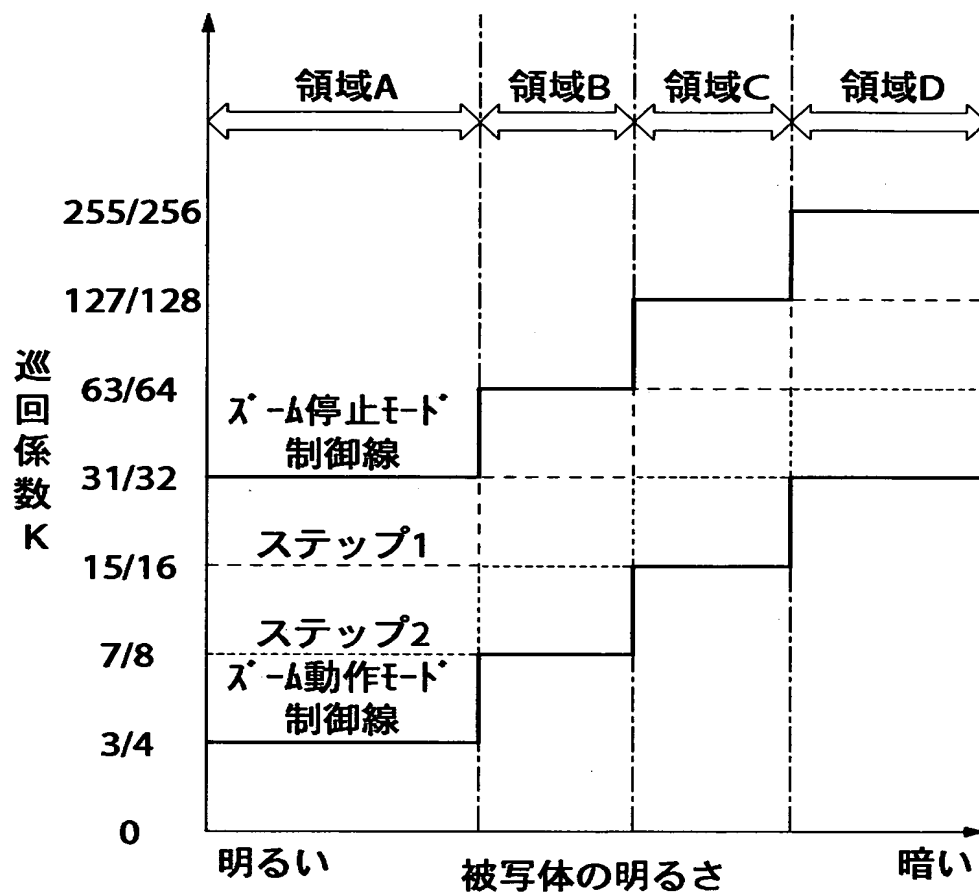 領域A
領域B
領域C
領域D
255/256
127/128
63/64
31/32
15/16
7/8
3/4
0
巡回係数K
ズーム停止モード
制御線
ステップ1
ステップ2
ズーム動作モード
制御線
明るい
被写体の明るさ
暗い